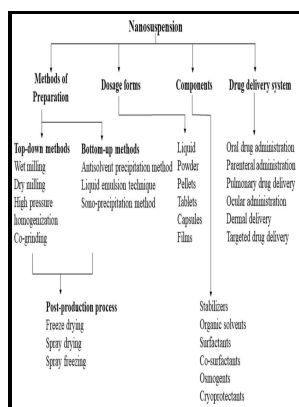 Nanosuspension
Methods of
Preparation
Dosage forms
Components
Drug delivery system
Top-down methods
Wet milling
Dry milling
High pressure
homogenization
Co-grinding
Bottom-up methods
Antisolvent precipitation method
Liquid emulsion technique
Sono-precipitation method
Liquid
Powder
Pellets
Tablets
Capsules
Films
Oral drug administration
Parenteral administration
Pulmonary drug delivery
Ocular administration
Dermal delivery
Targeted drug delivery
Post-production process
Freeze drying
Spray drying
Spray freezing
Stabilizers
Organic solvents
Surfactants
Co-surfactants
Osmogents
Cryoprotectants